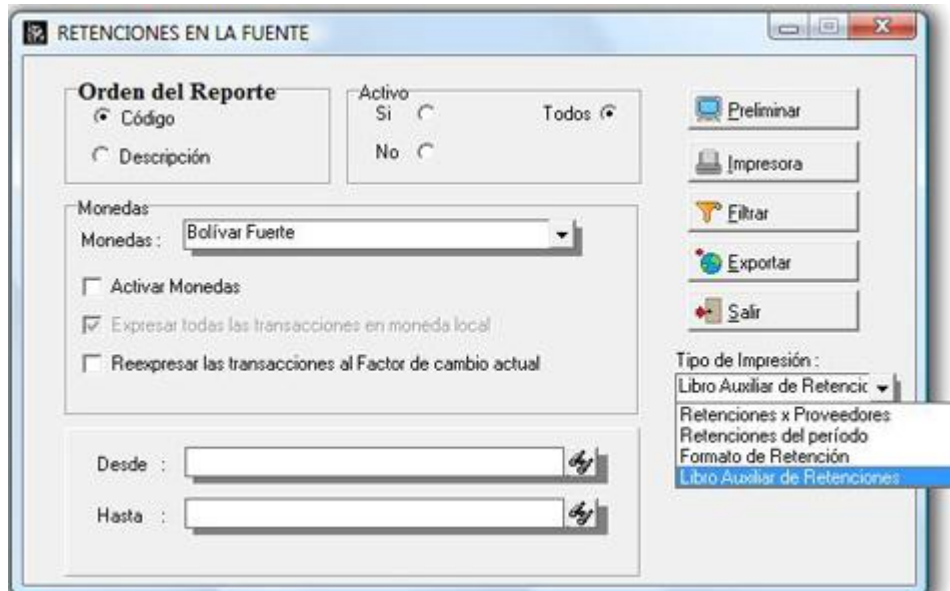 RETENCIONES EN LA FUENTE
Orden del Reporte
Código
Descripción
Activo
Si
Todos
No
Monedas
Monedas :
Bolívar Fuerte
Activar Monedas
Expresar todas las transacciones en moneda local
Reexpresar las transacciones al Factor de cambio actual
Desde :
Hasta :
Preliminar
Impresora
Filtrar
Exportar
Salir
Tipo de Impresión :
Libro Auxiliar de Retencic
Retenciones x Proveedores
Retenciones del período
Formato de Retención
Libro Auxiliar de Retenciones